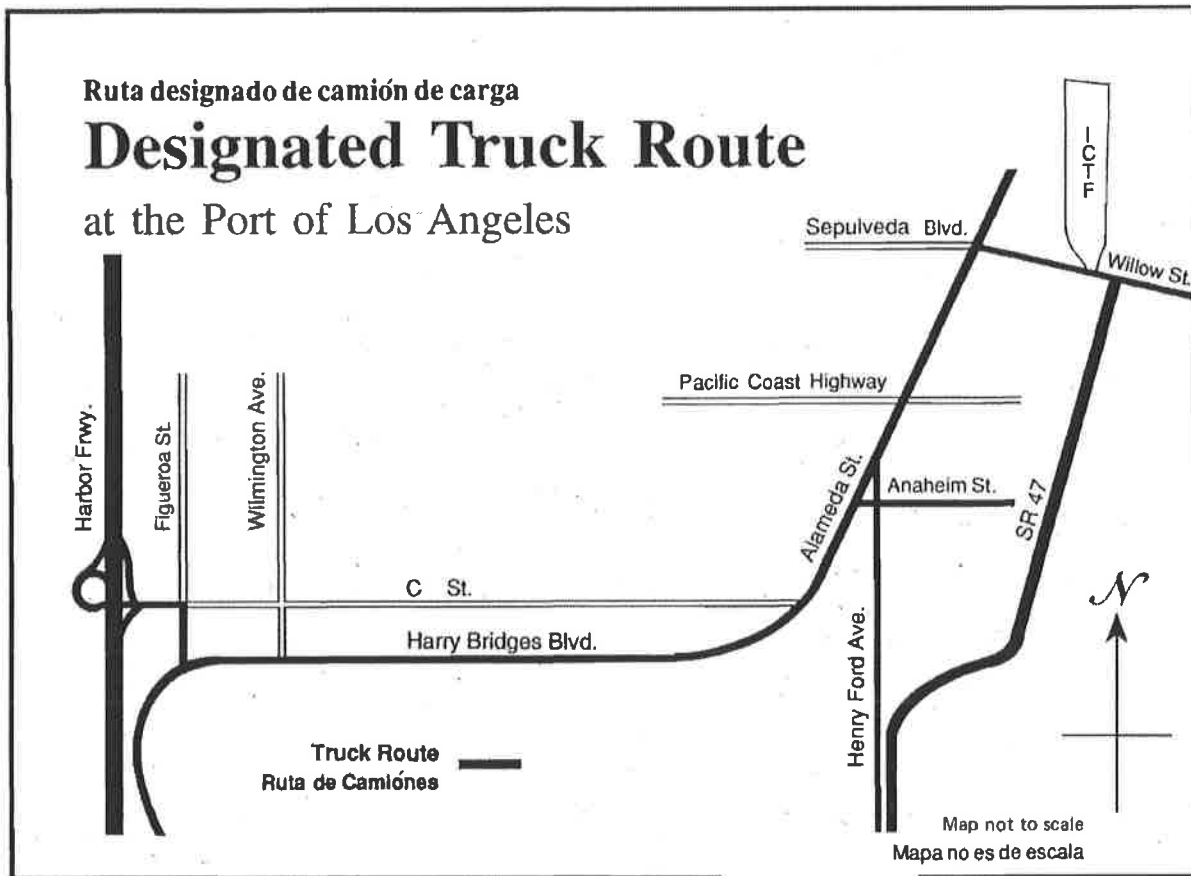 Ruta designado de camión de carga
Designated Truck Route
at the Port of Los Angeles
ICTF
Sepulveda Blvd.
Willow St.
Pacific Coast Highway
Harbor Frwy.
Figueroa St.
Wilmington Ave.
Alameda St.
Anaheim St.
SR 47
C St.
Harry Bridges Blvd.
Henry Ford Ave.
N
Truck Route
Ruta de Camiónes
Map not to scale
Mapa no es de escala